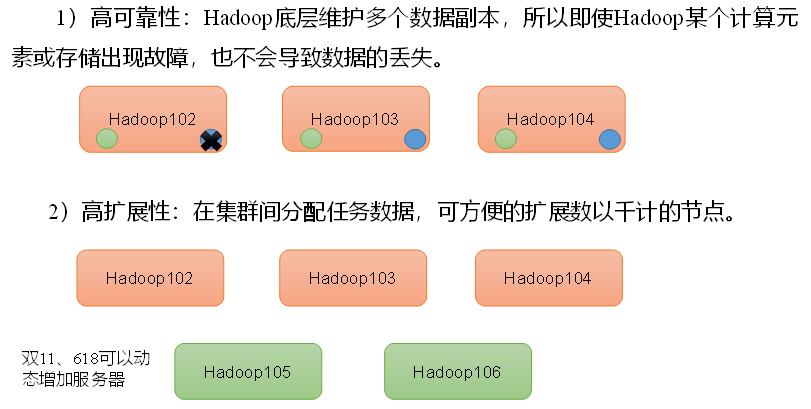 1）高可靠性：Hadoop底层维护多个数据副本，所以即使Hadoop某个计算元
素或存储出现故障，也不会导致数据的丢失。
Hadoop102
Hadoop103
Hadoop104
2）高扩展性：在集群间分配任务数据，可方便的扩展数以千计的节点。
Hadoop102
Hadoop103
Hadoop104
双11、618可以动
态增加服务器
Hadoop105
Hadoop106